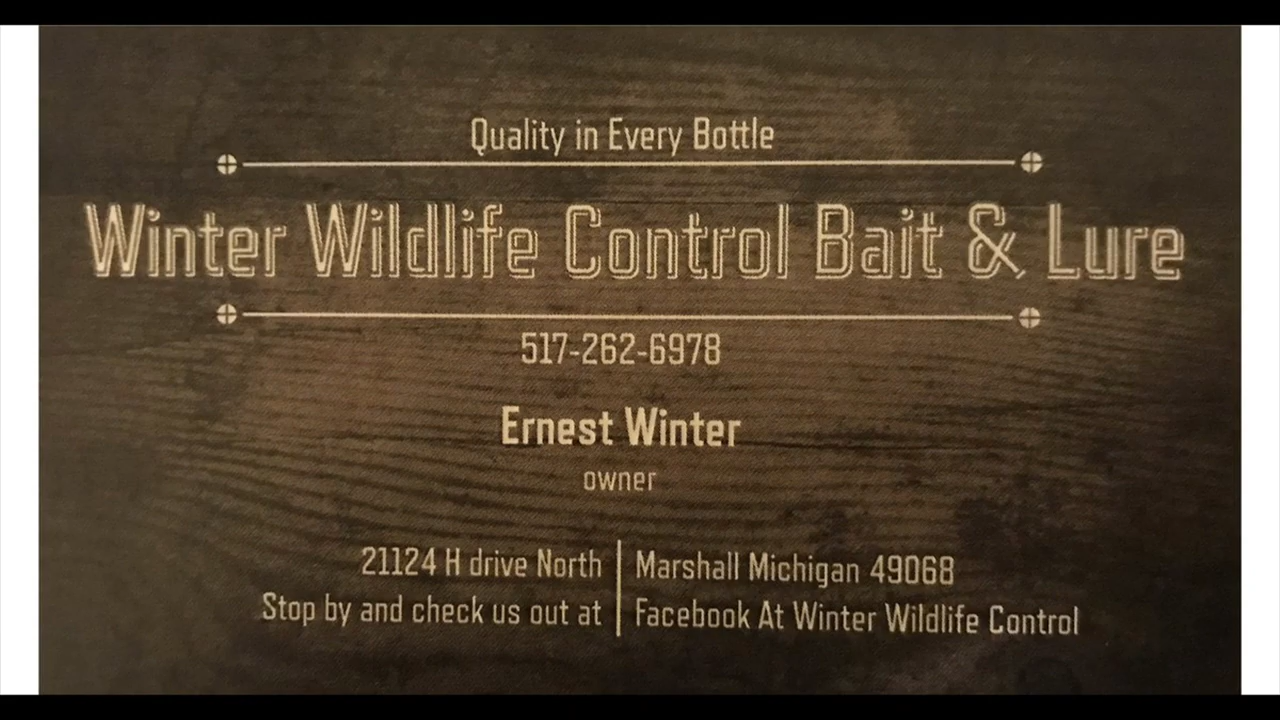 Quality in Every Bottle
Winter Wildlife Control Bait & Lure
517-262-6978
Ernest Winter
owner
21124 H drive North | Marshall Michigan 49068
Stop by and check us out at | Facebook At Winter Wildlife Control